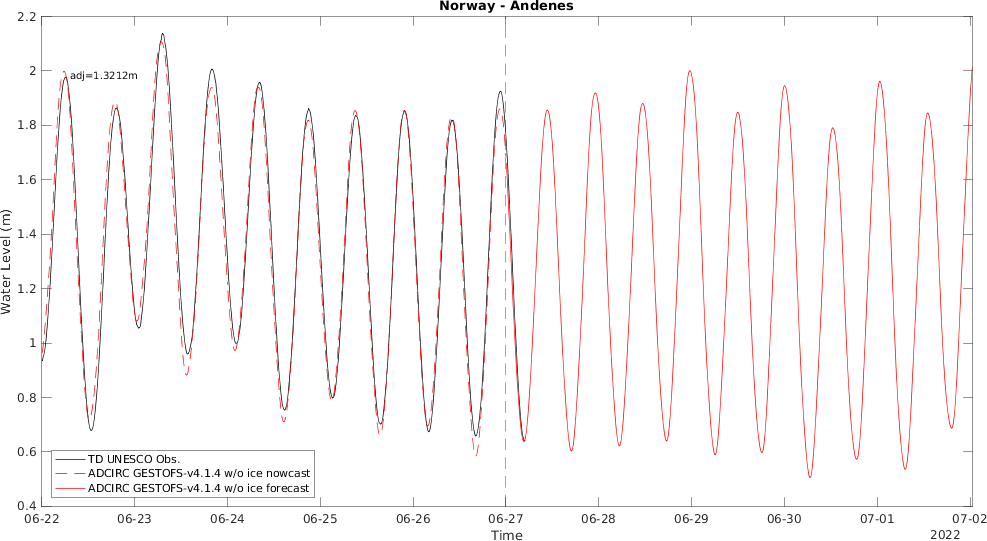 Norway - Andenes
2.2
2
1.8
1.6
1.4
1.2
1
0.8
0.6
0.4
Water Level (m)
adj=1.3212m
TD UNESCO Obs.
ADCIRC GESTOFS-v4.1.4 w/o ice nowcast
ADCIRC GESTOFS-v4.1.4 w/o ice forecast
06-22 06-23 06-24 06-25 06-26 06-27 06-28 06-29 06-30 07-01 07-02
Time
2022